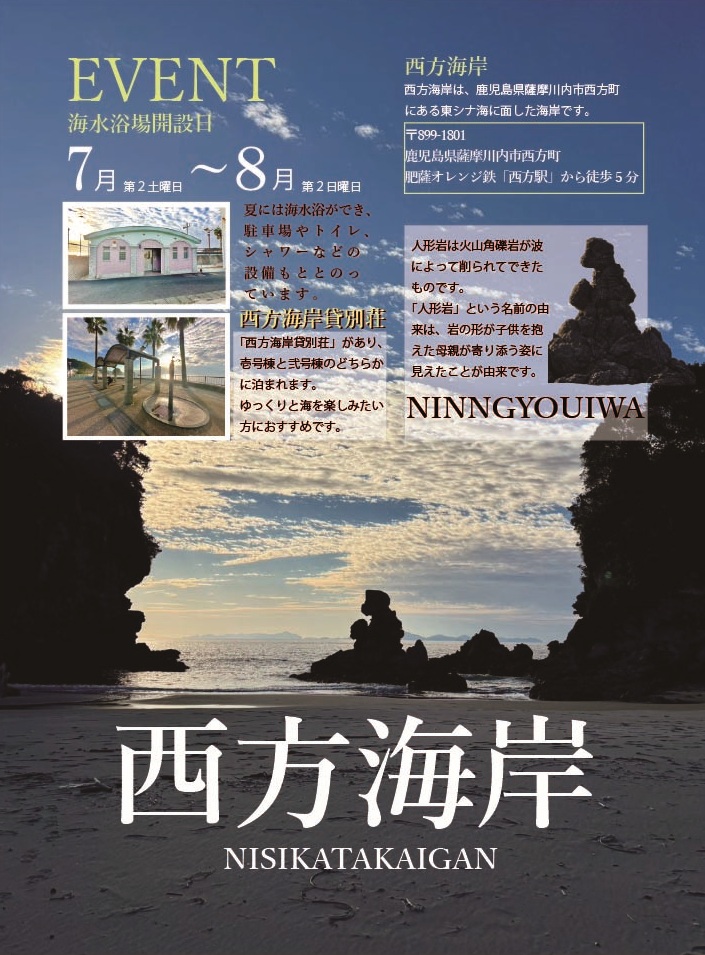 EVENT
海水浴場開設日
7月 第2土曜日 〜8月 第2日曜日
夏には海水浴ができ、
駐車場やトイレ、
シャワーなどの
設備もととのっ
ています。
西方海岸貸別荘
「西方海岸貸別荘」があり、
壱号棟と弐号棟のどちらか
に泊まれます。
ゆっくりと海を楽しみたい
方におすすめです。
西方海岸
西方海岸は、鹿児島県薩摩川内市西方町
にある東シナ海に面した海岸です。
〒899-1801
鹿児島県薩摩川内市西方町
肥薩オレンジ鉄「西方駅」から徒歩5分
人形岩は火山角礫岩が波
によって削られてできた
ものです。
「人形岩」という名前の由
来は、岩の形が子供を抱
えた母親が寄り添う姿に
見えたことが由来です。
NINNGYOUIWA
西方海岸
NISIKATAKAIGAN